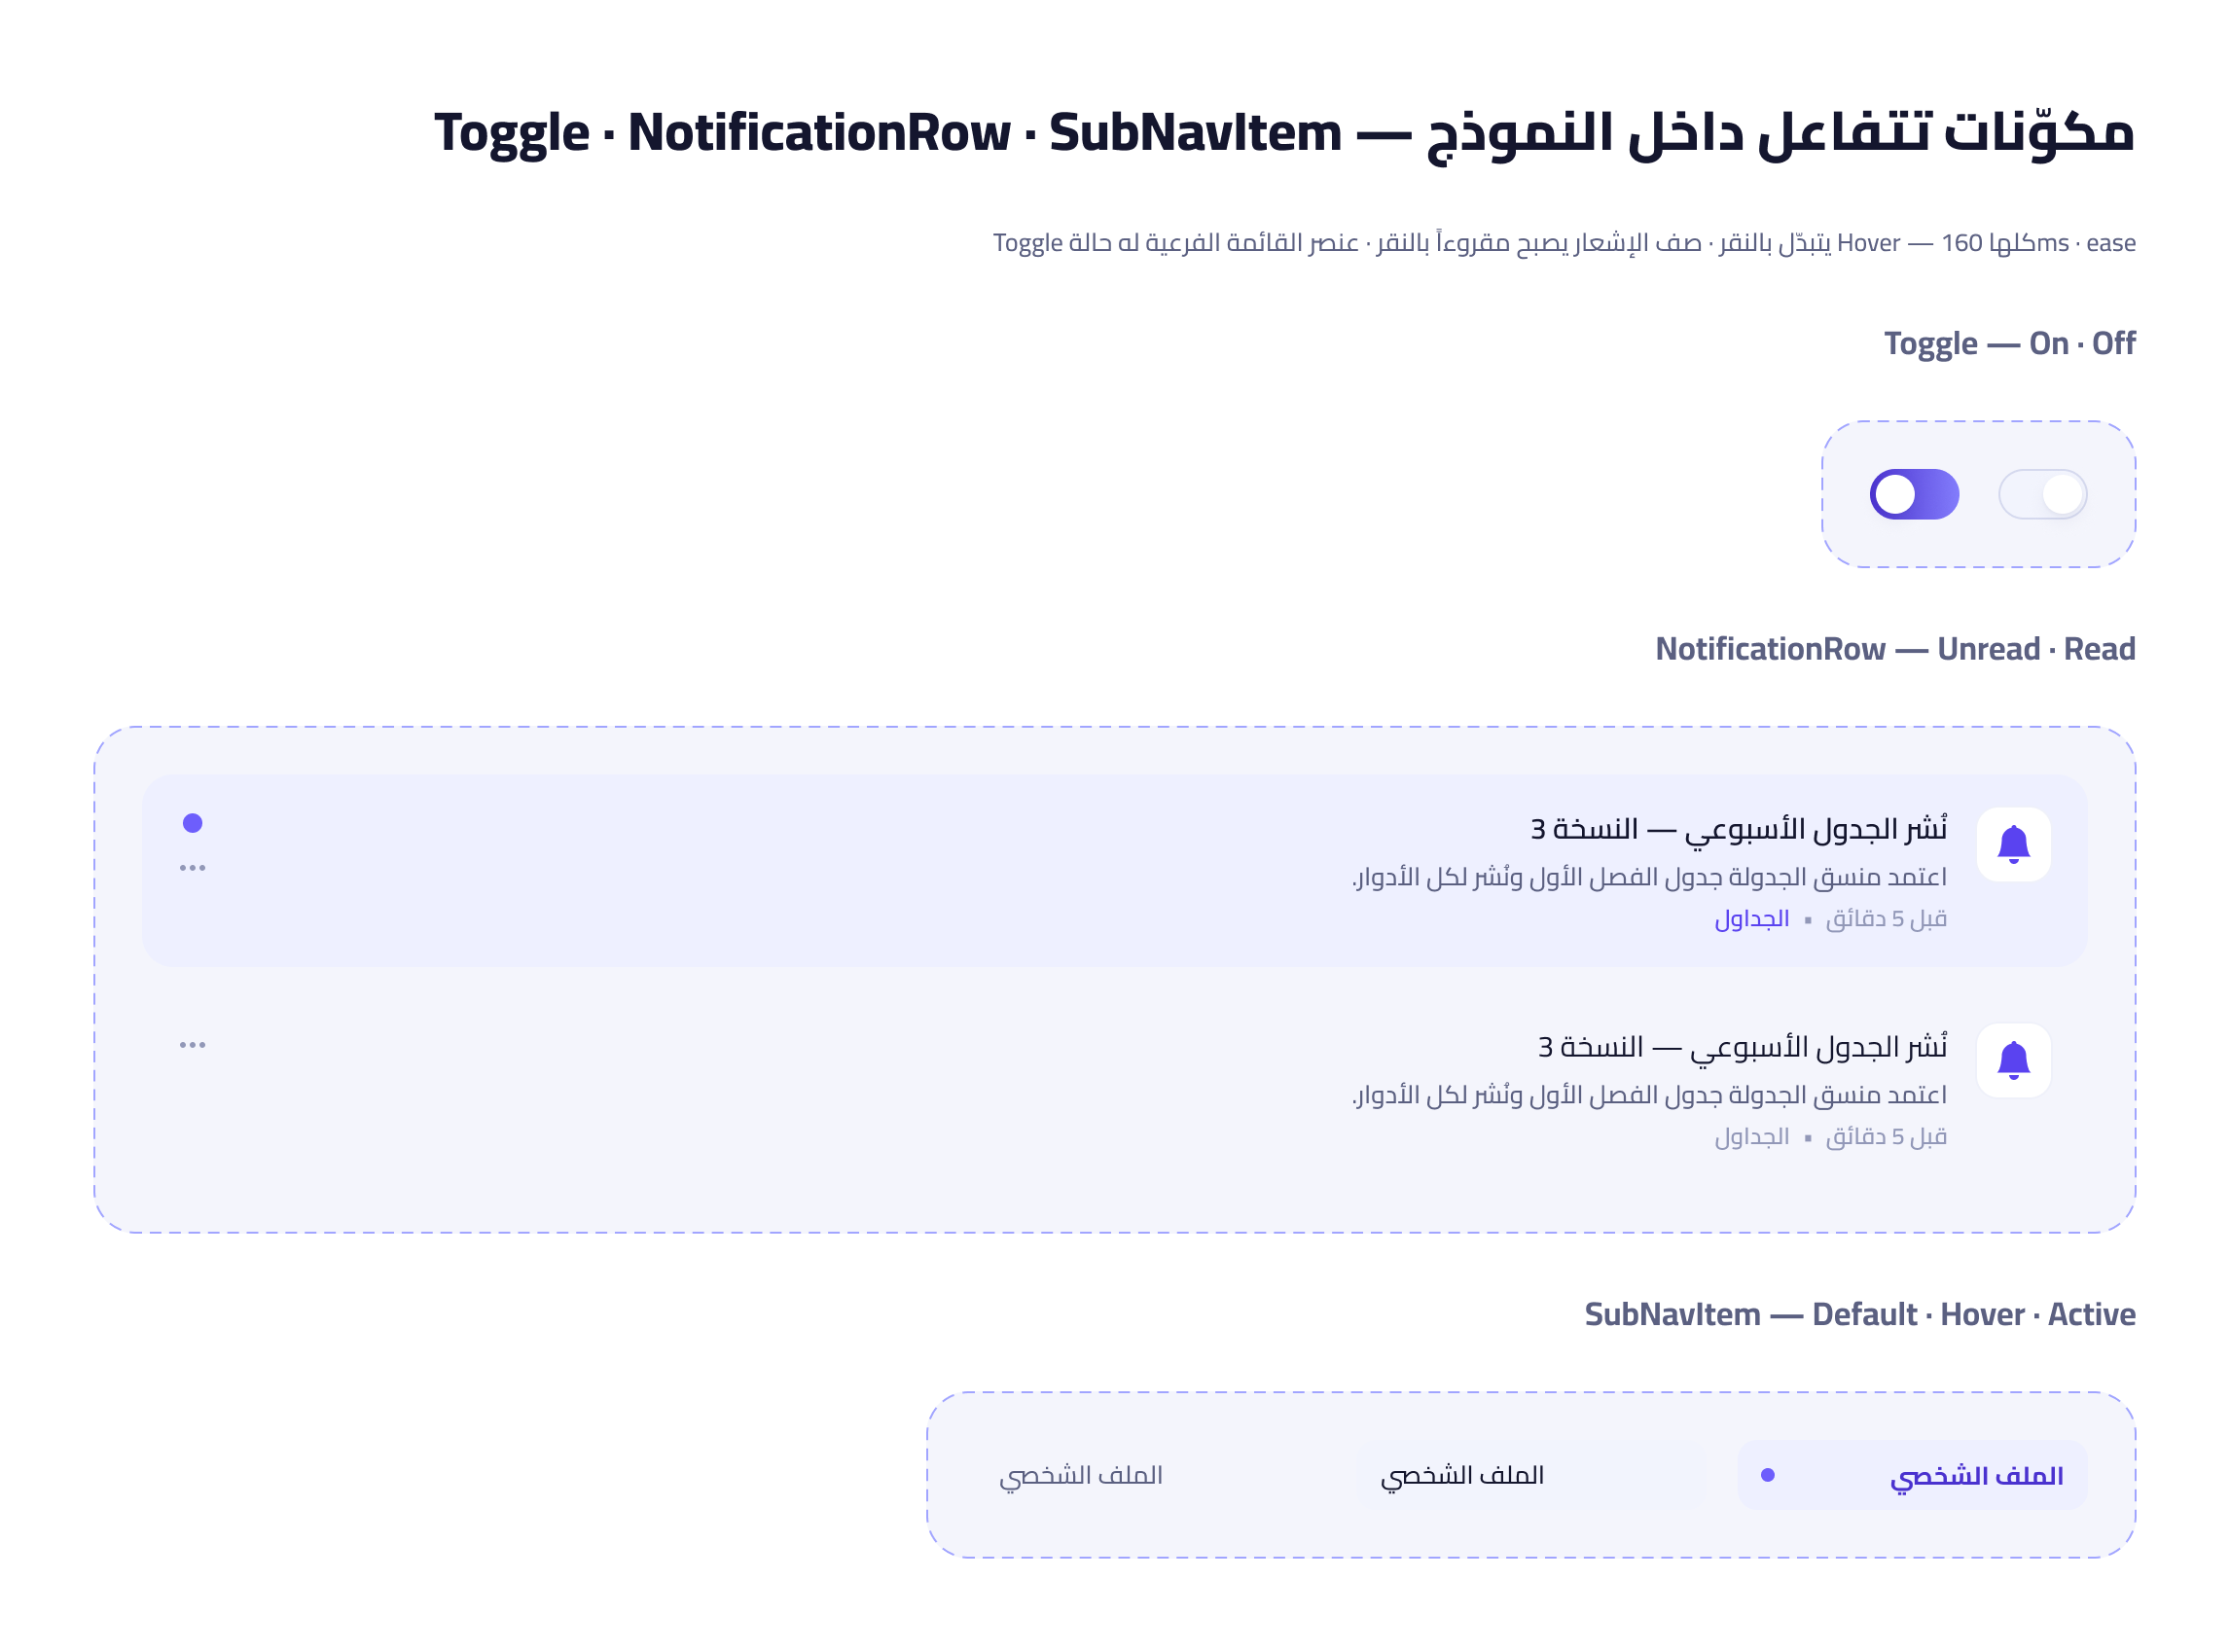 مكوّنات تتفاعل داخل النموذج — Toggle · NotificationRow · SubNavItem
Toggle يتبدّل بالنقر · صف الإشعار يصبح مقروءاً بالنقر · عنصر القائمة الفرعية له حالة Hover — كلها 160ms · ease
Toggle — On · Off
NotificationRow — Unread · Read
نُشر الجدول الأسبوعي — النسخة 3
اعتمد منسق الجدولة جدول الفصل الأول ونُشر لكل الأدوار.
قبل 5 دقائق ▪ الجداول
نُشر الجدول الأسبوعي — النسخة 3
اعتمد منسق الجدولة جدول الفصل الأول ونُشر لكل الأدوار.
قبل 5 دقائق ▪ الجداول
SubNavItem — Default · Hover · Active
الملف الشخصي
الملف الشخصي
الملف الشخصي